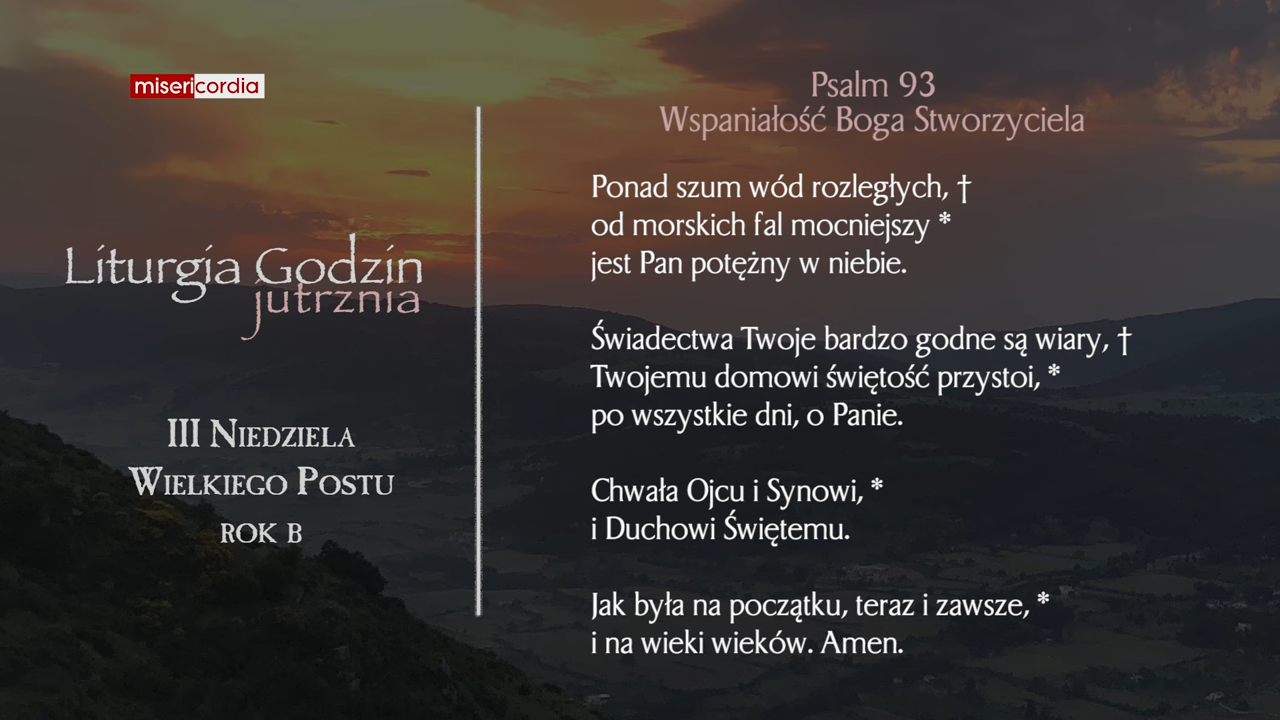 misericordia
Liturgia Godzin
jutrznia
III Niedziela
Wielkiego Postu
rok B
Psalm 93
Wspaniałość Boga Stworzyciela
Ponad szum wód rozległych, †
od morskich fal mocniejszy *
jest Pan potężny w niebie.
Świadectwa Twoje bardzo godne są wiary, †
Twojemu domowi świętość przystoi, *
po wszystkie dni, o Panie.
Chwała Ojcu i Synowi, *
i Duchowi Świętemu.
Jak była na początku, teraz i zawsze, *
i na wieki wieków. Amen.